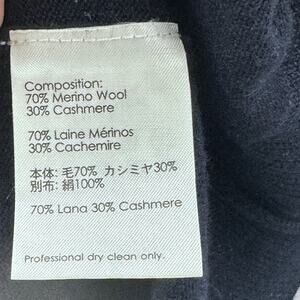 Composition:
70% Merino Wool
30% Cashmere
70% Laine Mérinos
30% Cachemire
本体: 毛70% カシミヤ30%
別布: 絹100%
70% Lana 30% Cashmere
Professional dry clean only.